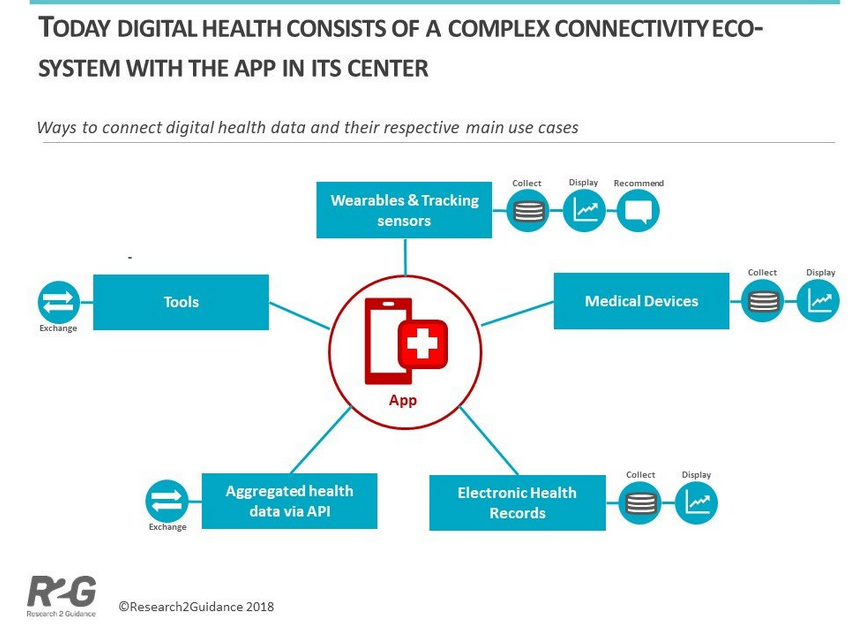 TODAY DIGITAL HEALTH CONSISTS OF A COMPLEX CONNECTIVITY ECO-
SYSTEM WITH THE APP IN ITS CENTER
Ways to connect digital health data and their respective main use cases
Wearables & Tracking
sensors
Collect
Display
Recommend
-
Tools
Exchange
Medical Devices
Collect
Display
App
Aggregated health
data via API
Exchange
Electronic Health
Records
Collect
Display
R2G
Research 2 Guidance
©Research2Guidance 2018